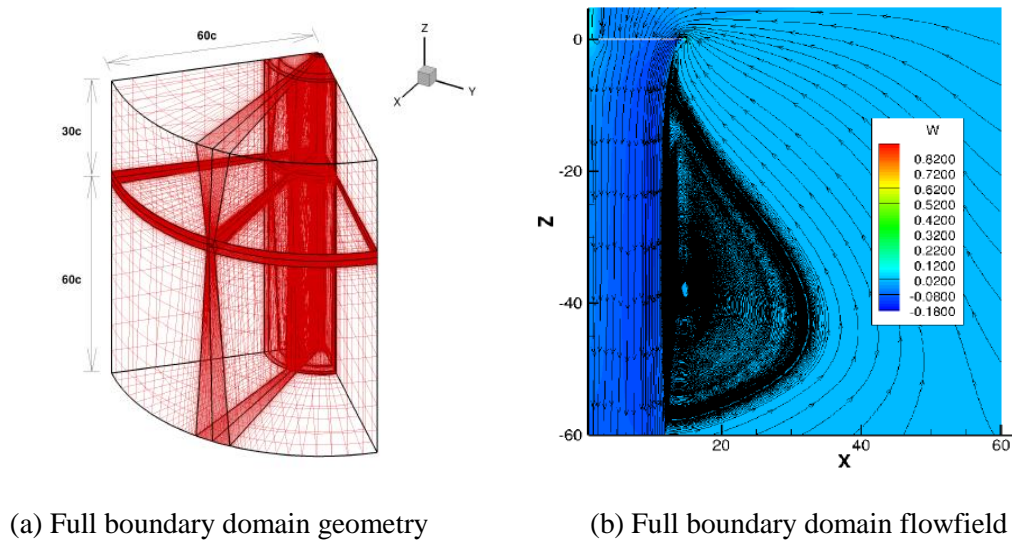 60c
Z
Y
X
30c
60c
0
-20
-40
-60
Z
20
40
60
X
W
0.8200
0.7200
0.6200
0.5200
0.4200
0.3200
0.2200
0.1200
0.0200
-0.0800
-0.1800
(a) Full boundary domain geometry
(b) Full boundary domain flowfield